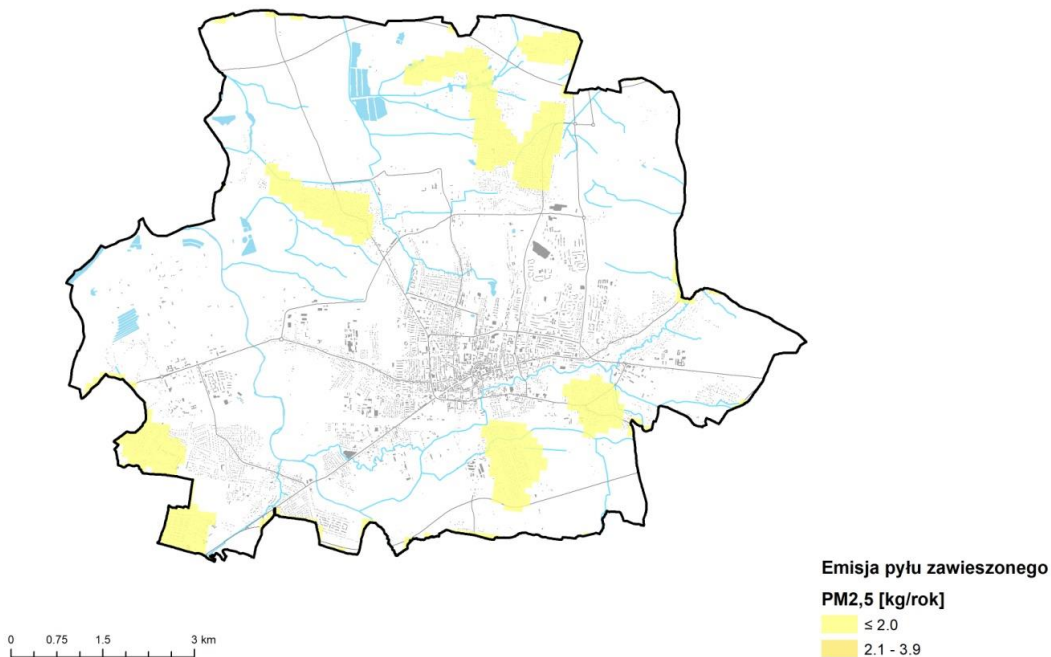 0 0.75 1.5 3 km
Emisja pyłu zawieszonego
PM2,5 [kg/rok]
≤ 2.0
2.1 - 3.9